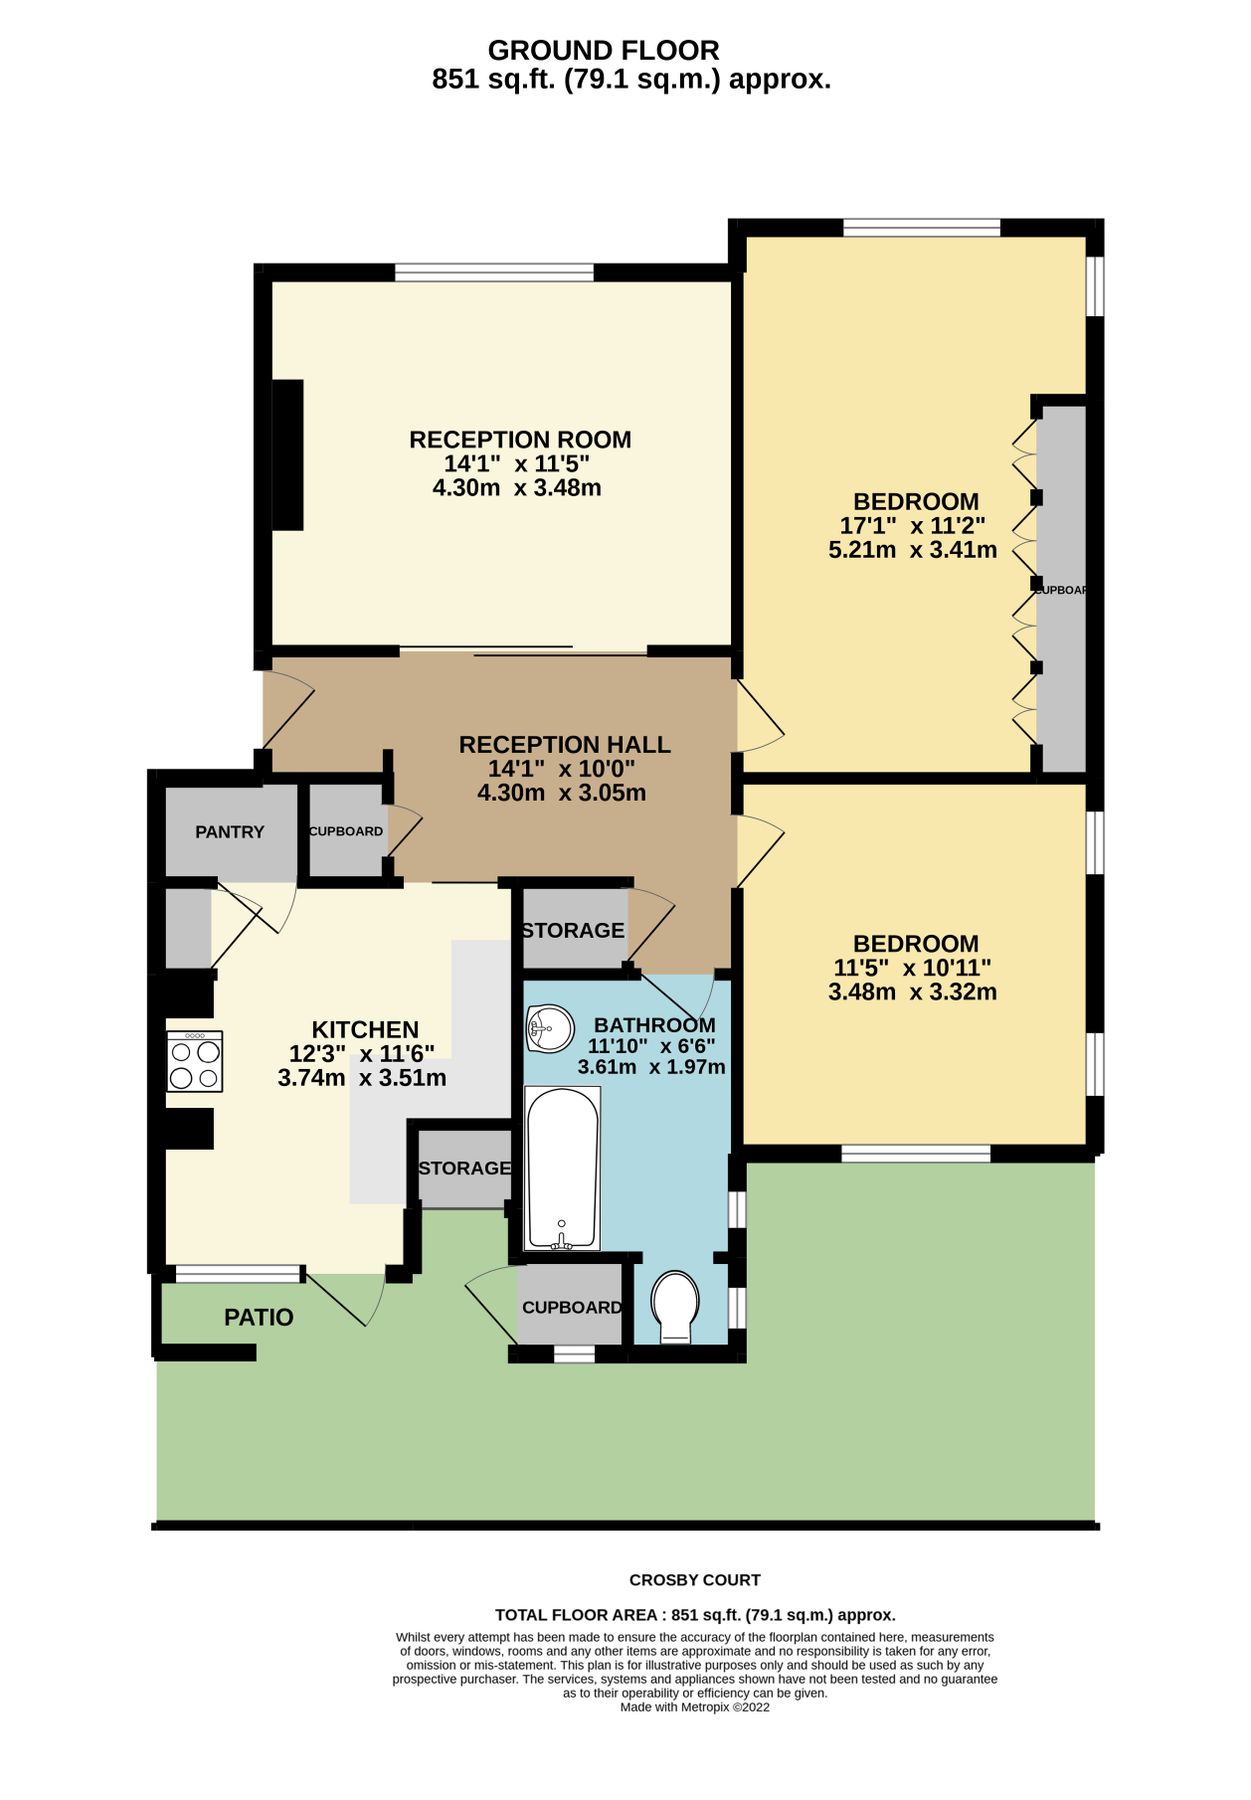 GROUND FLOOR
851 sq.ft. (79.1 sq.m.) approx.
RECEPTION ROOM
14'1" x 11'5"
4.30m x 3.48m
BEDROOM
17'1" x 11'2"
5.21m x 3.41m
CUPBOAR
RECEPTION HALL
14'1" x 10'0"
4.30m x 3.05m
PANTRY
CUPBOARD
STORAGE
BEDROOM
11'5" x 10'11"
3.48m x 3.32m
KITCHEN
12'3" x 11'6"
3.74m x 3.51m
BATHROOM
11'10" x 6'6"
3.61m x 1.97m
STORAGE
CUPBOARD
PATIO
CROSBY COURT
TOTAL FLOOR AREA : 851 sq.ft. (79.1 sq.m.) approx.
Whilst every attempt has been made to ensure the accuracy of the floorplan contained here, measurements
of doors, windows, rooms and any other items are approximate and no responsibility is taken for any error,
omission or mis-statement. This plan is for illustrative purposes only and should be used as such by any
prospective purchaser. The services, systems and appliances shown have not been tested and no guarantee
as to their operability or efficiency can be given.
Made with Metropix ©2022